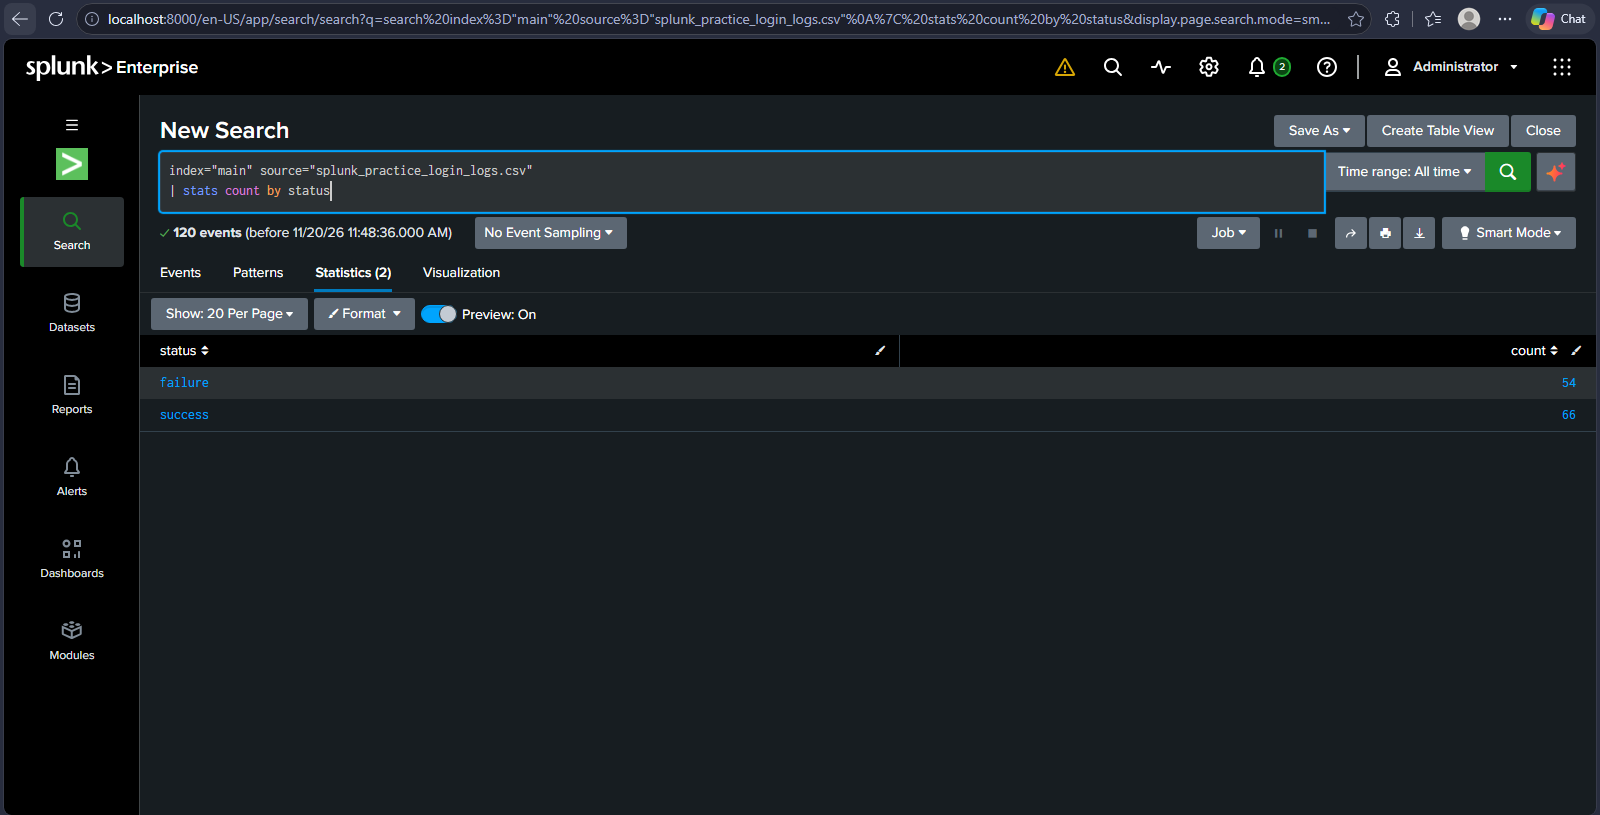 localhost:8000/en-US/app/search/search?q=search%20index%3D"main"%20source%3D"splunk_practice_login_logs.csv"%0A%7C%20stats%20count%20by%20status&display.page.search.mode=sm...
Chat
splunk>Enterprise
2
Administrator
New Search
Save As
Create Table View
Close
index="main" source="splunk_practice_login_logs.csv"
| stats count by status
Time range: All time
120 events (before 11/20/26 11:48:36.000 AM)
No Event Sampling
Job
Smart Mode
Events
Patterns
Statistics (2)
Visualization
Show: 20 Per Page
Format
Preview: On
status
count
failure
54
success
66
Search
Datasets
Reports
Alerts
Dashboards
Modules